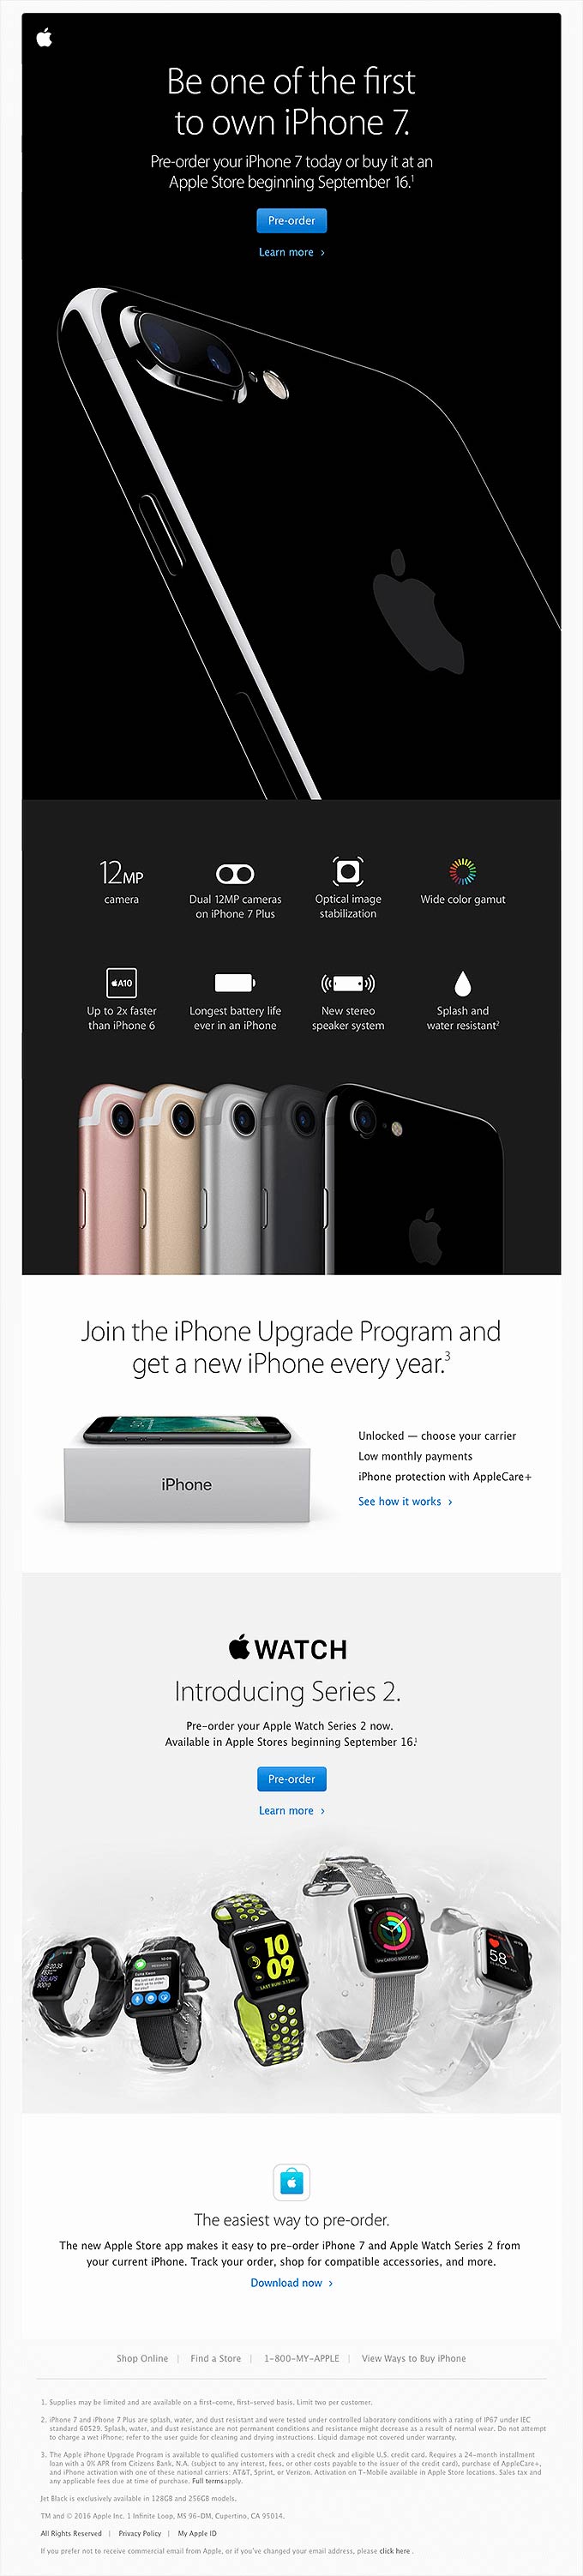 Be one of the first
to own iPhone 7.
Pre-order your iPhone 7 today or buy it at an
Apple Store beginning September 16.¹
Pre-order
Learn more ›
12MP
camera
Dual 12MP cameras
on iPhone 7 Plus
Optical image
stabilization
Wide color gamut
A10
Up to 2x faster
than iPhone 6
Longest battery life
ever in an iPhone
New stereo
speaker system
Splash and
water resistant²
Join the iPhone Upgrade Program and
get a new iPhone every year.³
iPhone
Unlocked — choose your carrier
Low monthly payments
iPhone protection with AppleCare+
See how it works ›
WATCH
Introducing Series 2.
Pre-order your Apple Watch Series 2 now.
Available in Apple Stores beginning September 16.¹
Pre-order
Learn more ›
10
09
58
The easiest way to pre-order.
The new Apple Store app makes it easy to pre-order iPhone 7 and Apple Watch Series 2 from
your current iPhone. Track your order, shop for compatible accessories, and more.
Download now ›
Shop Online | Find a Store | 1-800-MY-APPLE | View Ways to Buy iPhone
1. Supplies may be limited and are available on a first-come, first-served basis. Limit two per customer.
2. iPhone 7 and iPhone 7 Plus are splash, water, and dust resistant and were tested under controlled laboratory conditions with a rating of IP67 under IEC
standard 60529. Splash, water, and dust resistance are not permanent conditions and resistance might decrease as a result of normal wear. Do not attempt
to charge a wet iPhone; refer to the user guide for cleaning and drying instructions. Liquid damage not covered under warranty.
3. The Apple iPhone Upgrade Program is available to qualified customers with a credit check and eligible U.S. credit card. Requires a 24-month installment
loan with a 0% APR from Citizens Bank, N.A. (subject to any interest, fees, or other costs payable to the issuer of the credit card), purchase of AppleCare+,
and iPhone activation with one of these national carriers: AT&T, Sprint, or Verizon. Activation on T-Mobile available in Apple Store locations. Sales tax and
any applicable fees due at time of purchase. Full terms apply.
Jet Black is exclusively available in 128GB and 256GB models.
TM and © 2016 Apple Inc. 1 Infinite Loop, MS 96-DM, Cupertino, CA 95014.
All Rights Reserved | Privacy Policy | My Apple ID
If you prefer not to receive commercial email from Apple, or if you've changed your email address, please click here.